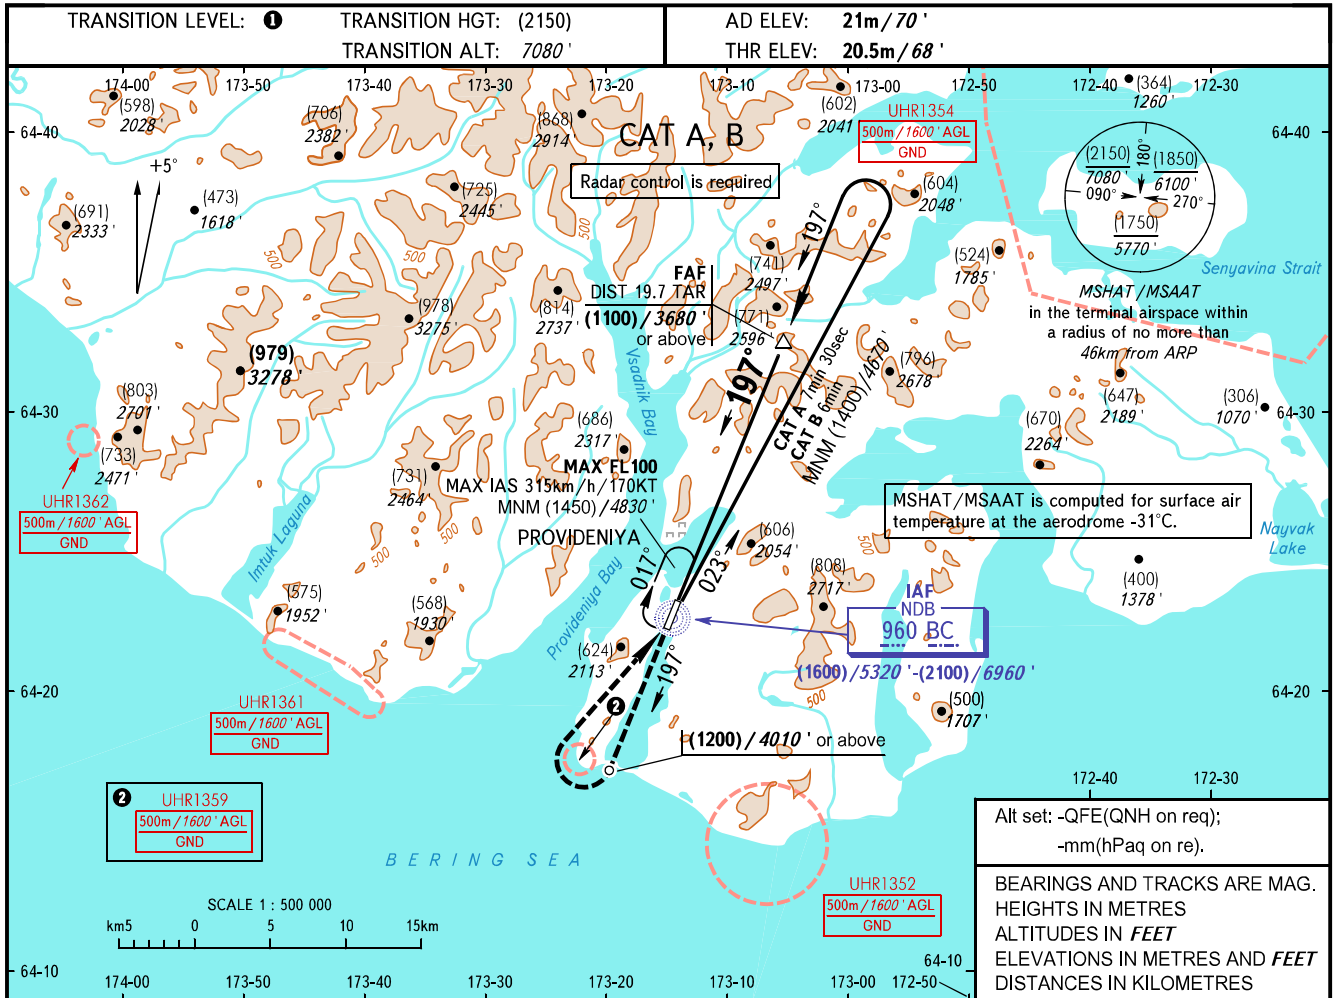 TRANSITION LEVEL: ❶ TRANSITION HGT: (2150)
TRANSITION ALT: 7080 '
AD ELEV: 21m/70 '
THR ELEV: 20.5m/68 '
174-00 173-50 173-40 173-30 173-20 173-10 173-00 172-50 172-40 172-30
64-40
64-40
(598)
2028 '
(706)
2382 '
(868)
2914 '
CAT A, B
Radar control is required
(602)
2041
UHR1354
500m/1600 ' AGL
GND
(364)
1260 '
(2150)
7080 '
180°
(1850)
6100 '
090°
270°
(1750)
5770 '
Senyavina Strait
MSHAT/MSAAT
in the terminal airspace within
a radius of no more than
46km from ARP
+5°
(473)
1618 '
(691)
2333 '
(725)
2445 '
500
500
500
(604)
2048 '
(524)
1785 '
197°
(741)
2497 '
FAF
DIST 19.7 TAR
(1100)/3680 '
or above
(771)
2596 '
(814)
2737 '
(978)
3275 '
(979)
3278 '
Vsadnik Bay
197°
CAT A 7min 30sec
CAT B 6min
MNM (1400)/4670 '
(796)
2678 '
(647)
2189 '
(306)
1070 '
(670)
2264 '
64-30
64-30
(803)
2701 '
(733)
2471 '
UHR1362
500m/1600 ' AGL
GND
(686)
2317 '
(731)
2464 '
MAX FL100
MAX IAS 315km/h/170KT
MNM (1450)/4830 '
PROVIDENIYA
500
500
500
MSHAT/MSAAT is computed for surface air
temperature at the aerodrome -31°C.
Nayvak
Lake
(400)
1378 '
Imtuk Laguna
(606)
2054 '
017°
023°
(808)
2717 '
IAF
NDB
960 BC
(1600)/5320 '-(2100)/6960 '
500
(575)
1952 '
(568)
1930 '
Provideniya Bay
(624)
2113 '
197°
(500)
1707 '
64-20
64-20
UHR1361
500m/1600 ' AGL
GND
❷
(1200)/4010 ' or above
172-40 172-30
❷ UHR1359
500m/1600 ' AGL
GND
BERING SEA
UHR1352
500m/1600 ' AGL
GND
SCALE 1 : 500 000
km5 0 5 10 15km
Alt set: -QFE(QNH on req);
-mm(hPaq on re).
BEARINGS AND TRACKS ARE MAG.
HEIGHTS IN METRES
ALTITUDES IN FEET
ELEVATIONS IN METRES AND FEET
DISTANCES IN KILOMETRES
64-10
64-10
174-00 173-50 173-40 173-30 173-20 173-10 173-00 172-50